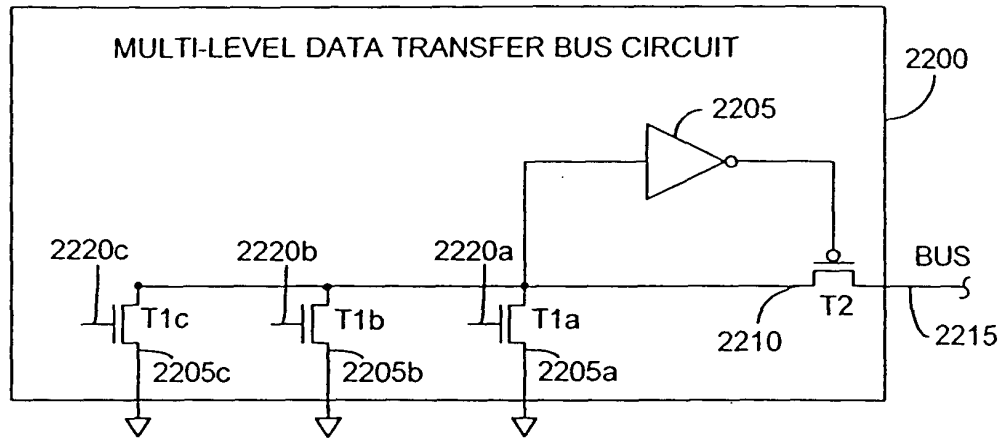 MULTI-LEVEL DATA TRANSFER BUS CIRCUIT
2200
2205
2220c
2220b
2220a
BUS
T1c
T1b
T1a
T2
2210
2215
2205c
2205b
2205a